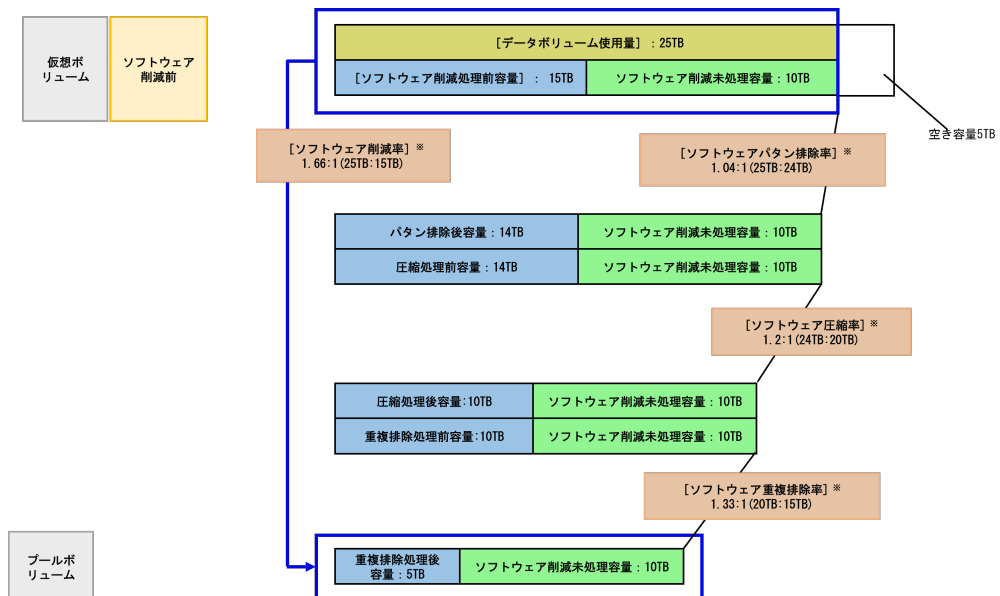 仮想ボ
リューム
ソフトウェア
削減前
[データボリューム使用量] ：25TB
[ソフトウェア削減処理前容量] ： 15TB
ソフトウェア削減未処理容量：10TB
空き容量5TB
[ソフトウェア削減率] ※
1.66:1(25TB:15TB)
[ソフトウェアパタン排除率] ※
1.04:1(25TB:24TB)
パタン排除後容量：14TB
ソフトウェア削減未処理容量：10TB
圧縮処理前容量：14TB
ソフトウェア削減未処理容量：10TB
[ソフトウェア圧縮率] ※
1.2:1(24TB:20TB)
圧縮処理後容量:10TB
ソフトウェア削減未処理容量：10TB
重複排除処理前容量:10TB
ソフトウェア削減未処理容量：10TB
[ソフトウェア重複排除率] ※
1.33:1(20TB:15TB)
プールボ
リューム
重複排除処理後
容量：5TB
ソフトウェア削減未処理容量：10TB